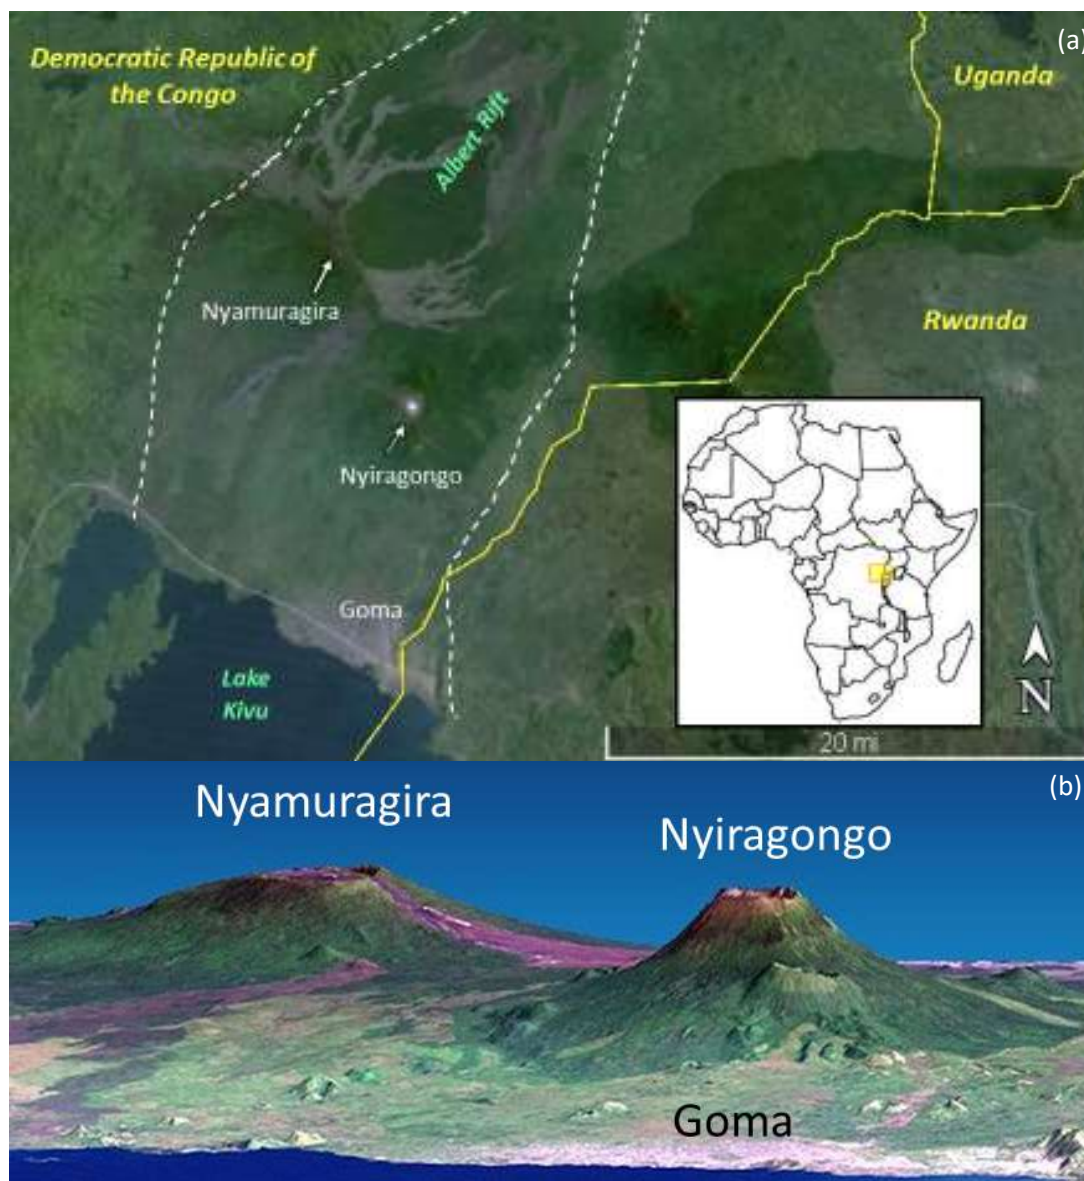 (a)
Democratic Republic of
the Congo
Uganda
Albert Rift
Nyamuragira
Rwanda
Nyiragongo
Goma
Lake
Kivu
N
20 mi
(b)
Nyamuragira
Nyiragongo
Goma